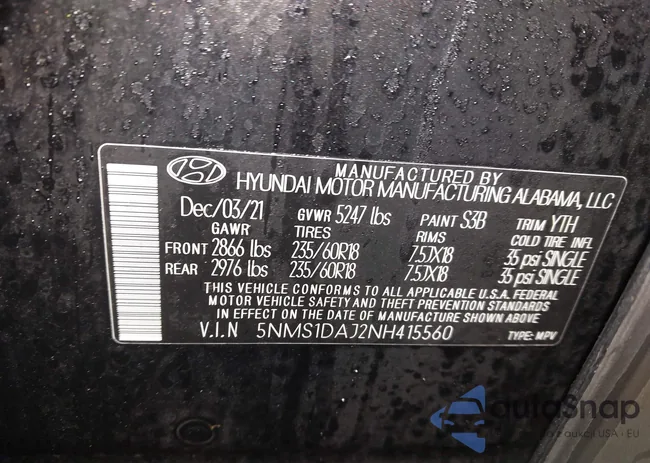 MANUFACTURED BY
HYUNDAI MOTOR MANUFACTURING ALABAMA, LLC
Dec/03/21 GVWR 5247 lbs PAINT S3B TRIM YTH
GAWR TIRES RIMS COLD TIRE INFL
FRONT 2866 lbs 235/60R18 7.5JX18 35 psi SINGLE
REAR 2976 lbs 235/60R18 7.5JX18 35 psi SINGLE
THIS VEHICLE CONFORMS TO ALL APPLICABLE U.S.A. FEDERAL
MOTOR VEHICLE SAFETY AND THEFT PREVENTION STANDARDS
IN EFFECT ON THE DATE OF MANUFACTURE SHOWN ABOVE
V.I.N 5NMS1DAJ2NH415560 TYPE: MPV
autoSnap
z aukcji USA i EU